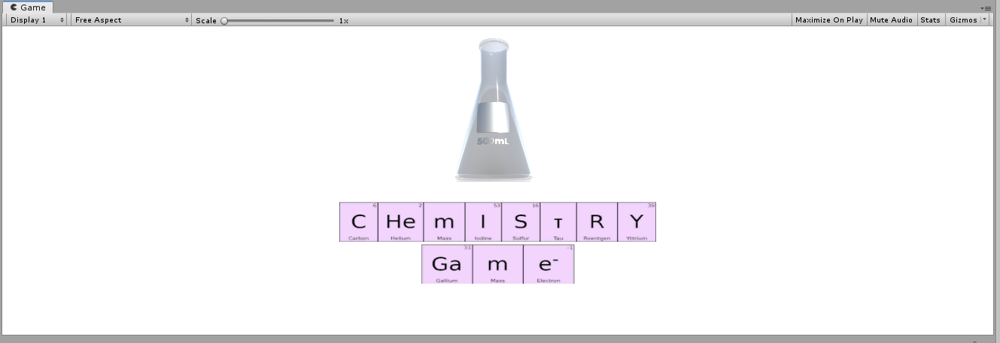 Game
Display 1 Free Aspect Scale 1x Maximize On Play Mute Audio Stats Gizmos
500mL
6 2 53 16 39
C He m I S τ R Y
Carbon Helium Mass Iodine Sulfur Tau Roentgen Yttrium
31 -1
Ga m e-
Gallium Mass Electron